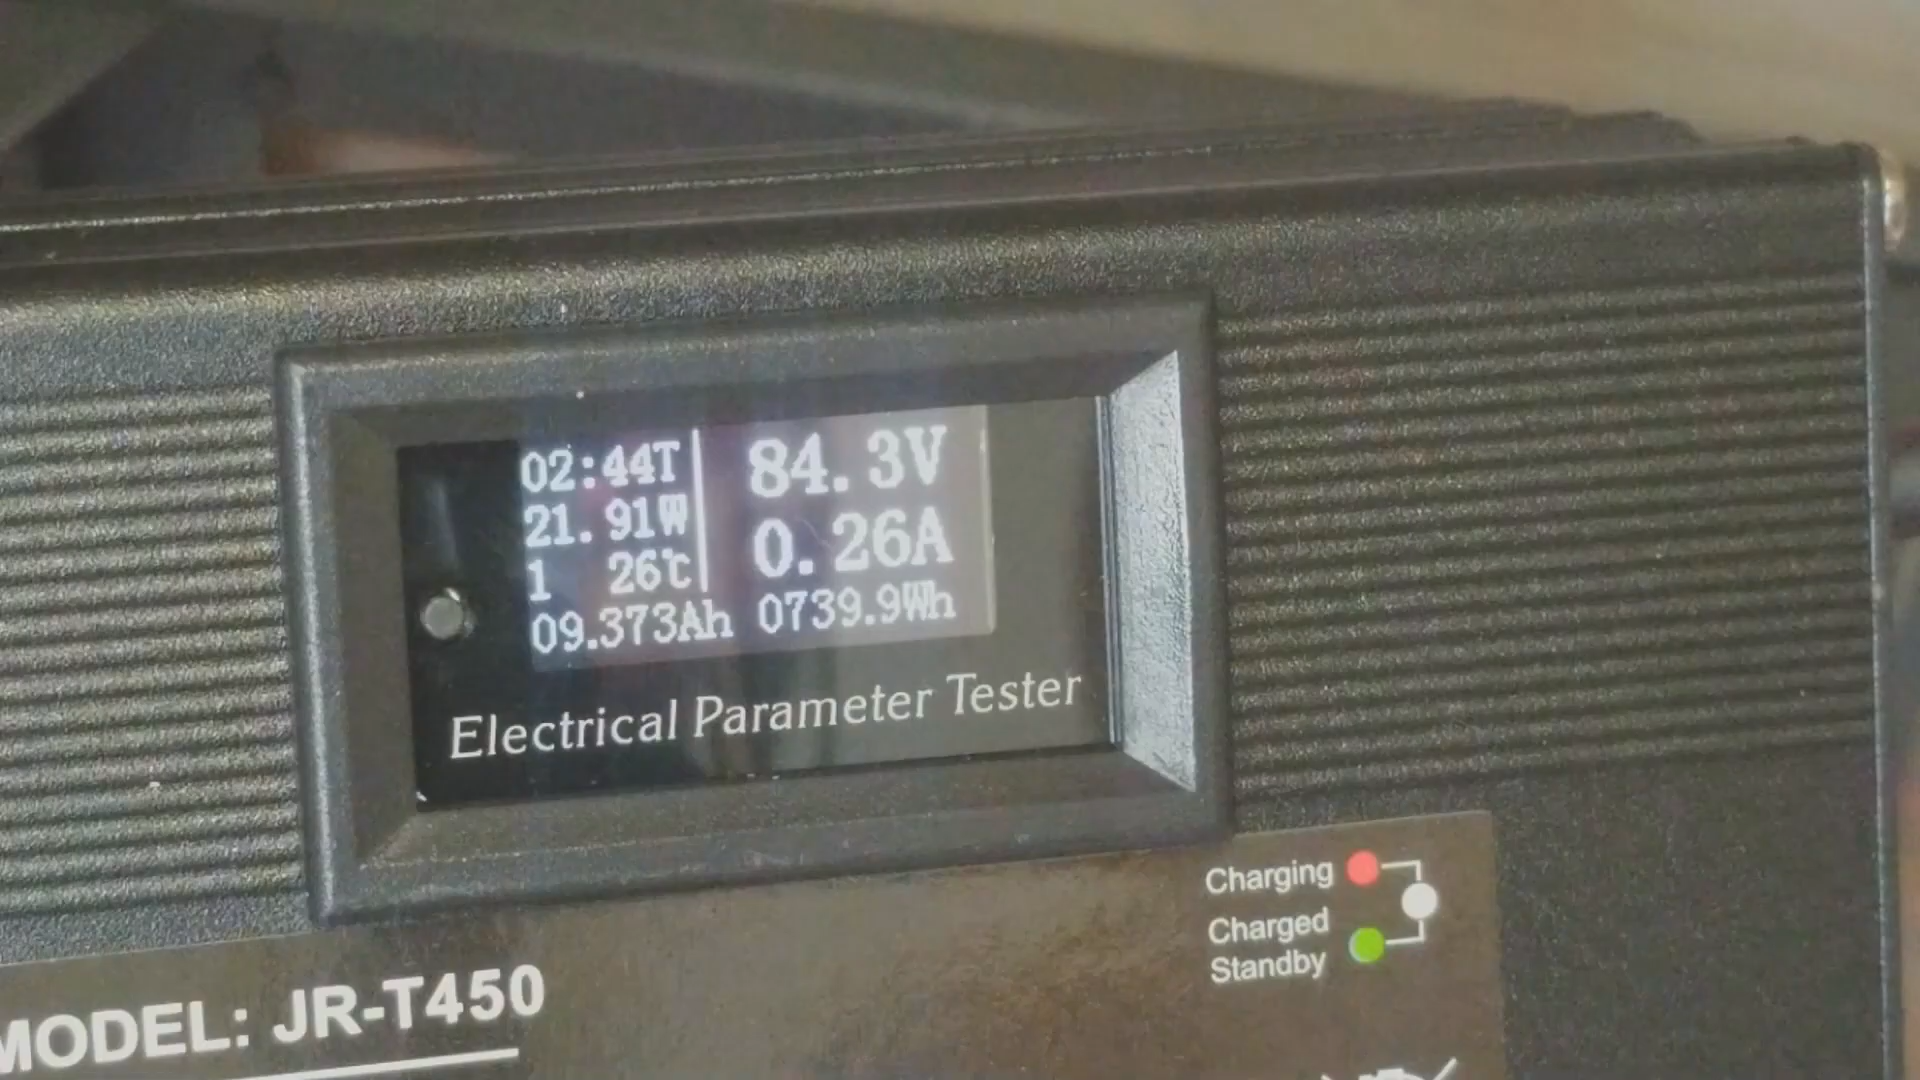 02:44T
84.3V
21.91W
0.26A
1 26℃
09.373Ah 0739.9Wh
Electrical Parameter Tester
Charging
Charged
Standby
MODEL: JR-T450